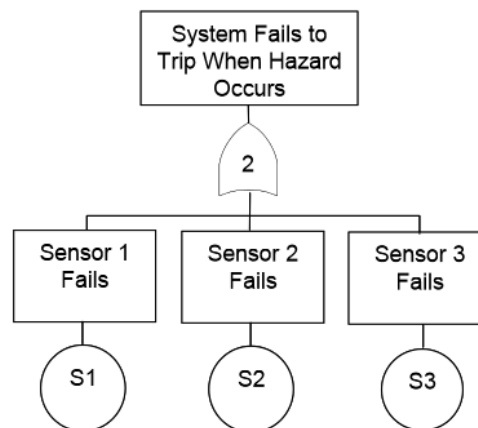 System Fails to
Trip When Hazard
Occurs
2
Sensor 1
Fails
Sensor 2
Fails
Sensor 3
Fails
S1
S2
S3